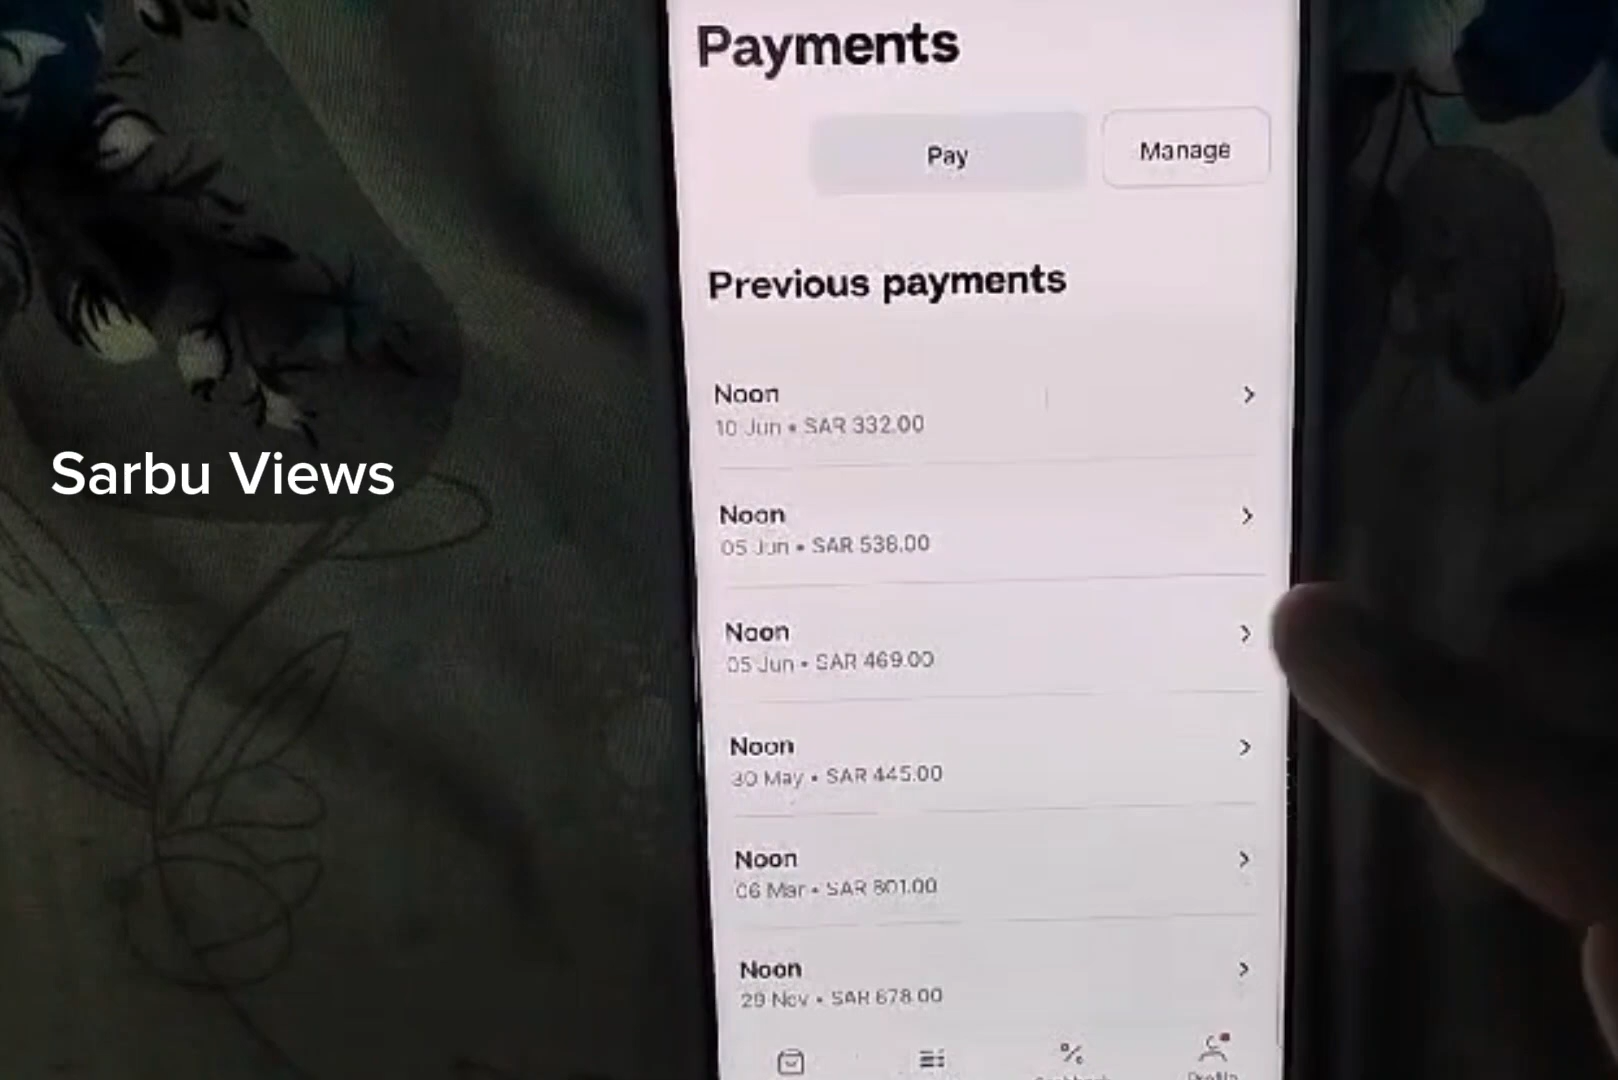 Payments
Pay
Manage
Previous payments
Noon
10 Jun • SAR 332.00
Noon
05 Jun • SAR 538.00
Noon
05 Jun • SAR 469.00
Noon
30 May • SAR 445.00
Noon
06 Mar • SAR 801.00
Noon
29 Nov • SAR 678.00
%
Profile
Sarbu Views